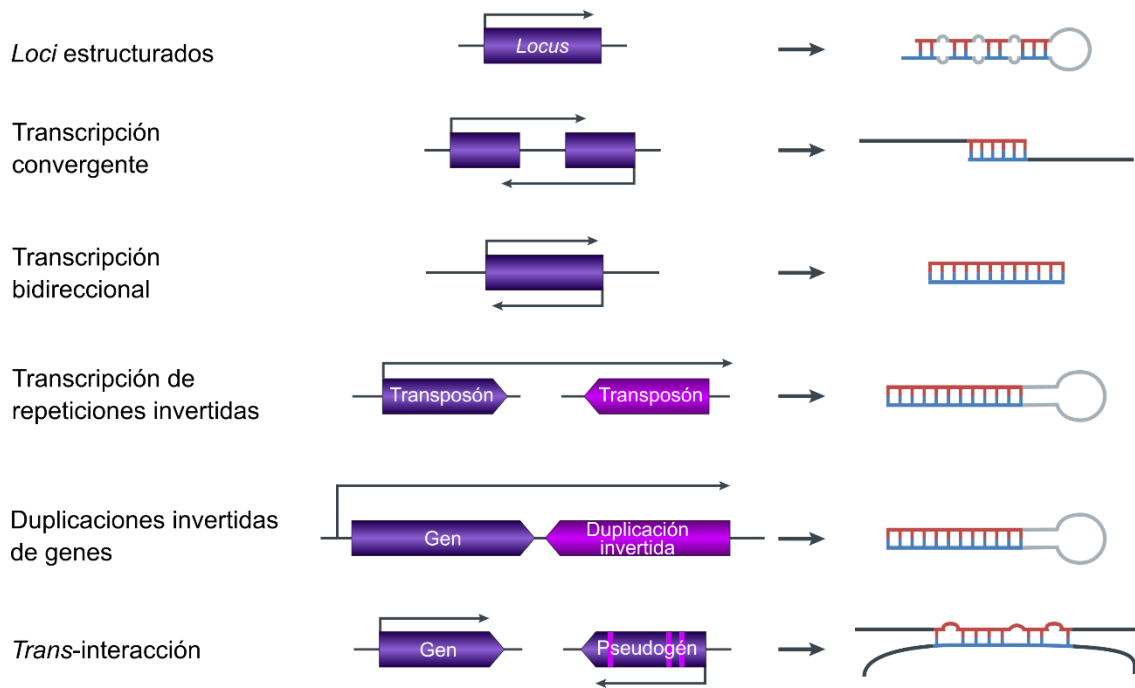 Loci estructurados
Locus
Transcripción
convergente
Transcripción
bidireccional
Transcripción de
repeticiones invertidas
Transposón
Transposón
Duplicaciones invertidas
de genes
Gen
Duplicación
invertida
Trans-interacción
Gen
Pseudogén